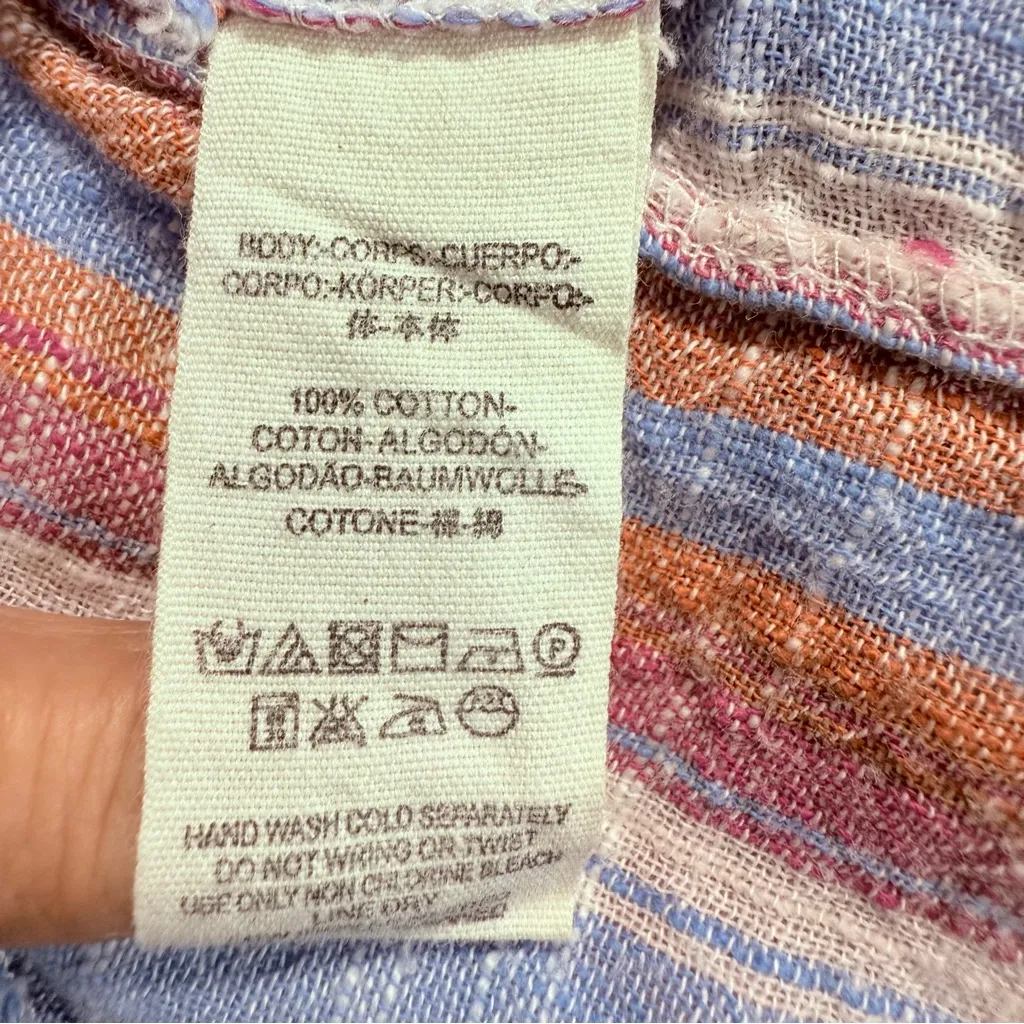 BODY:-CORPS-CUERPO:-
CORPO:-KÖRPER:-CORPO:-
体-本体
100% COTTON-
COTON-ALGODÓN-
ALGODÃO-BAUMWOLLE-
COTONE-棉-綿
P
30
HAND WASH COLD SEPARATELY
DO NOT WRING OR TWIST
USE ONLY NON CHLORINE BLEACH
LINE DRY